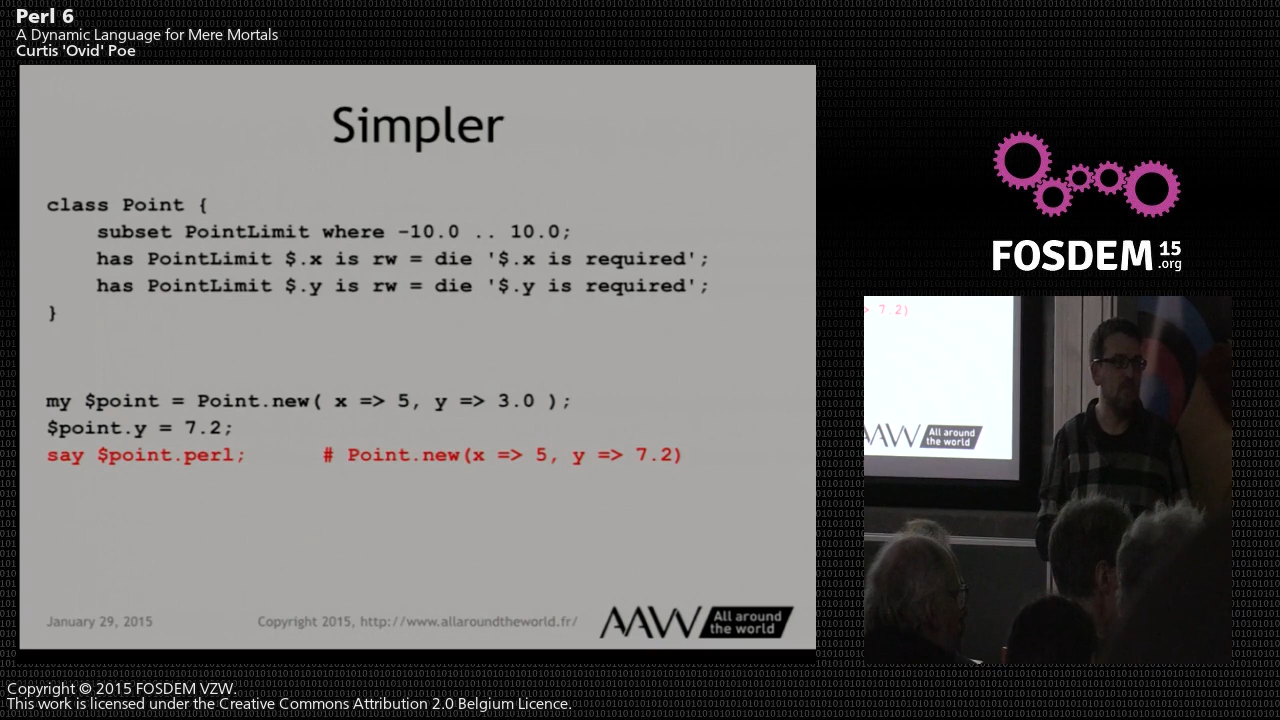 Perl 6
A Dynamic Language for Mere Mortals
Curtis 'Ovid' Poe
Simpler
class Point {
    subset PointLimit where -10.0 .. 10.0;
    has PointLimit $.x is rw = die '$.x is required';
    has PointLimit $.y is rw = die '$.y is required';
}
my $point = Point.new( x => 5, y => 3.0 );
$point.y = 7.2;
say $point.perl;      # Point.new(x => 5, y => 7.2)
January 29, 2015
Copyright 2015, http://www.allaroundtheworld.fr/
AAW All around
the world
FOSDEM 15
.org
> 7.2)
AW All around
the world
Copyright © 2015 FOSDEM VZW.
This work is licensed under the Creative Commons Attribution 2.0 Belgium Licence.